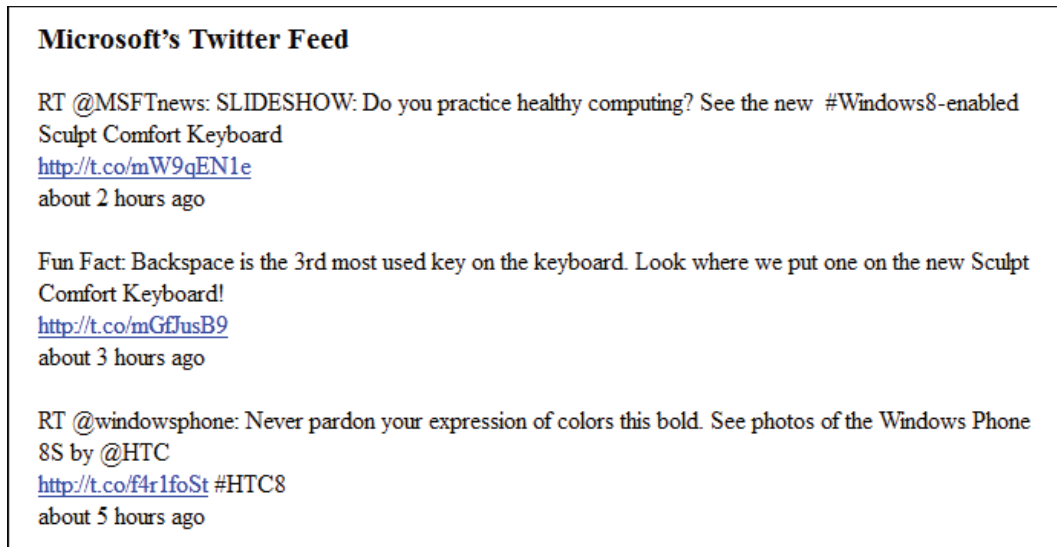 Microsoft’s Twitter Feed
RT @MSFTnews: SLIDESHOW: Do you practice healthy computing? See the new #Windows8-enabled
Sculpt Comfort Keyboard
http://t.co/mW9qEN1e
about 2 hours ago
Fun Fact: Backspace is the 3rd most used key on the keyboard. Look where we put one on the new Sculpt
Comfort Keyboard!
http://t.co/mGfJusB9
about 3 hours ago
RT @windowsphone: Never pardon your expression of colors this bold. See photos of the Windows Phone
8S by @HTC
http://t.co/f4r1foSt #HTC8
about 5 hours ago